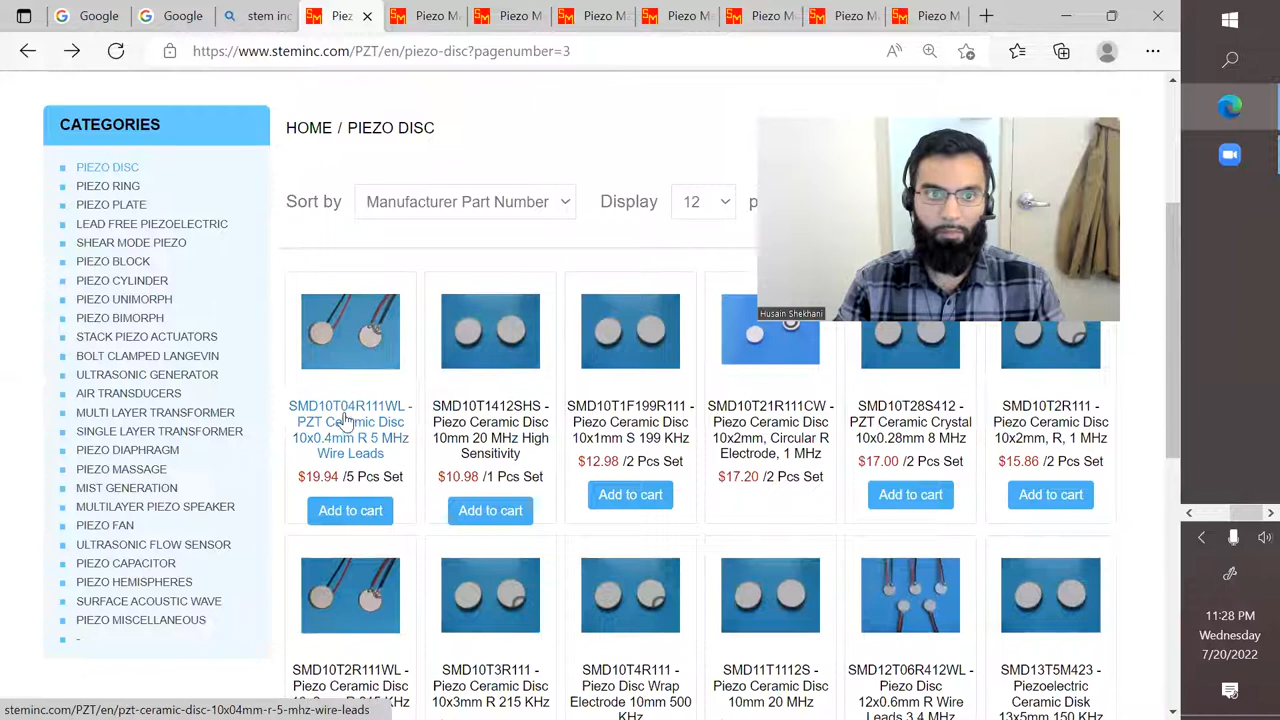 Google
Google
stem inc
Piez
Piezo M
Piezo M
Piezo M
Piezo M
Piezo M
Piezo M
Piezo M
https://www.steminc.com/PZT/en/piezo-disc?pagenumber=3
CATEGORIES
PIEZO DISC
PIEZO RING
PIEZO PLATE
LEAD FREE PIEZOELECTRIC
SHEAR MODE PIEZO
PIEZO BLOCK
PIEZO CYLINDER
PIEZO UNIMORPH
PIEZO BIMORPH
STACK PIEZO ACTUATORS
BOLT CLAMPED LANGEVIN
ULTRASONIC GENERATOR
AIR TRANSDUCERS
MULTI LAYER TRANSFORMER
SINGLE LAYER TRANSFORMER
PIEZO DIAPHRAGM
PIEZO MASSAGE
MIST GENERATION
MULTILAYER PIEZO SPEAKER
PIEZO FAN
ULTRASONIC FLOW SENSOR
PIEZO CAPACITOR
PIEZO HEMISPHERES
SURFACE ACOUSTIC WAVE
PIEZO MISCELLANEOUS
-
HOME / PIEZO DISC
Sort by Manufacturer Part Number Display 12 p
Husain Shekhani
SMD10T04R111WL -
PZT Ceramic Disc
10x0.4mm R 5 MHz
Wire Leads
$19.94 /5 Pcs Set
Add to cart
SMD10T1412SHS -
Piezo Ceramic Disc
10mm 20 MHz High
Sensitivity
$10.98 /1 Pcs Set
Add to cart
SMD10T1F199R111 -
Piezo Ceramic Disc
10x1mm S 199 KHz
$12.98 /2 Pcs Set
Add to cart
SMD10T21R111CW -
Piezo Ceramic Disc
10x2mm, Circular R
Electrode, 1 MHz
$17.20 /2 Pcs Set
SMD10T28S412 -
PZT Ceramic Crystal
10x0.28mm 8 MHz
$17.00 /2 Pcs Set
Add to cart
SMD10T2R111 -
Piezo Ceramic Disc
10x2mm, R, 1 MHz
$15.86 /2 Pcs Set
Add to cart
SMD10T2R111WL -
Piezo Ceramic Disc
SMD10T3R111 -
Piezo Ceramic Disc
10x3mm R 215 KHz
SMD10T4R111 -
Piezo Disc Wrap
Electrode 10mm 500
KHz
SMD11T1112S -
Piezo Ceramic Disc
10mm 20 MHz
SMD12T06R412WL -
Piezo Disc
12x0.6mm R Wire
Leads 3.4 MHz
SMD13T5M423 -
Piezoelectric
Ceramic Disk
13x5mm 150 KHz
steminc.com/PZT/en/pzt-ceramic-disc-10x04mm-r-5-mhz-wire-leads
11:28 PM
Wednesday
7/20/2022